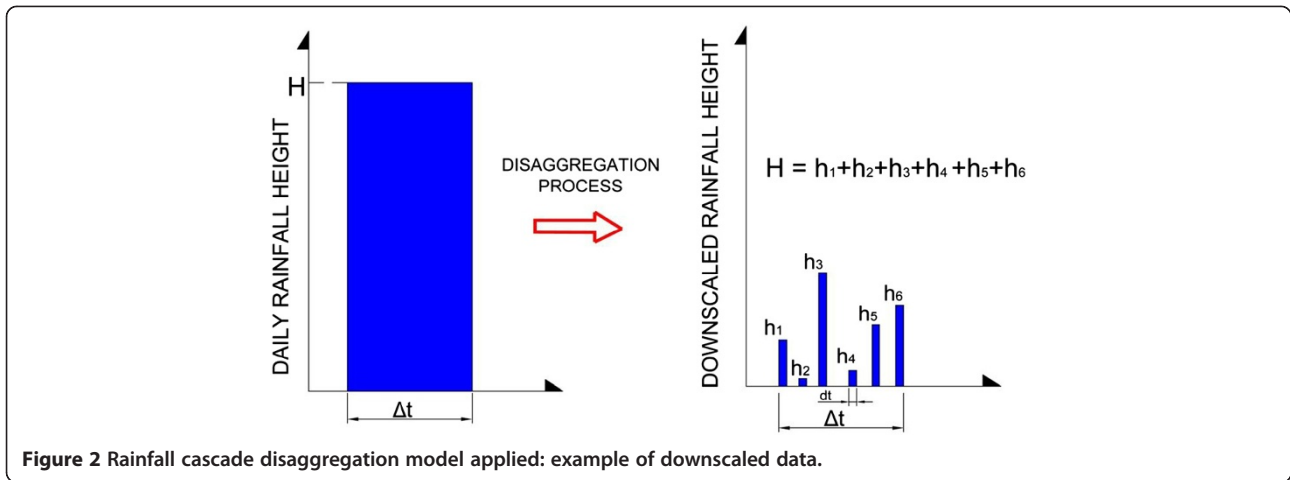 DAILY RAINFALL HEIGHT
H
Δt
DISAGGREGATION
PROCESS
DOWNSCALED RAINFALL HEIGHT
H = h₁+h₂+h₃+h₄+h₅+h₆
h₁
h₂
h₃
h₄
h₅
h₆
dt
Δt
Figure 2 Rainfall cascade disaggregation model applied: example of downscaled data.